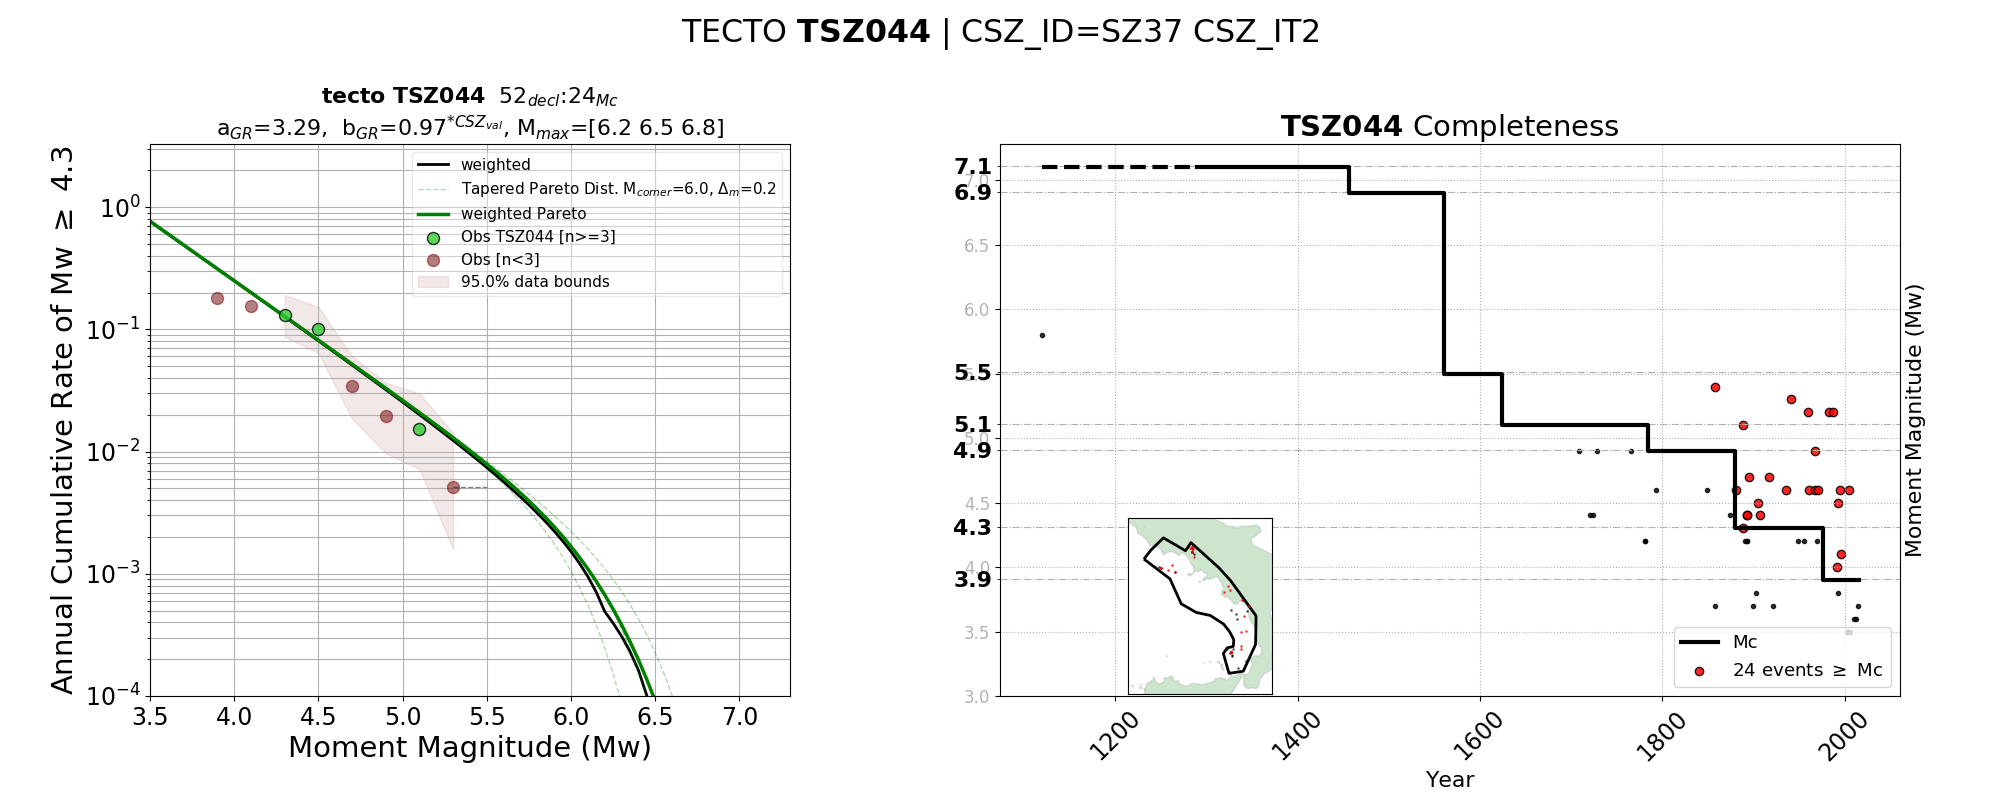 TECTO TSZ044 | CSZ_ID=SZ37 CSZ_IT2
tecto TSZ044 52decl:24Mc
aGR=3.29, bGR=0.97*CSZval, Mmax=[6.2 6.5 6.8]
Annual Cumulative Rate of Mw ≥ 4.3
10^0
10^-1
10^-2
10^-3
10^-4
3.5 4.0 4.5 5.0 5.5 6.0 6.5 7.0
Moment Magnitude (Mw)
weighted
Tapered Pareto Dist. Mcorner=6.0, Δm=0.2
weighted Pareto
Obs TSZ044 [n>=3]
Obs [n<3]
95.0% data bounds
TSZ044 Completeness
7.1
7.0
6.9
6.5
6.0
5.5
5.5
5.1
5.0
4.9
4.5
4.3
4.0
3.9
3.5
3.0
1200 1400 1600 1800 2000
Year
Moment Magnitude (Mw)
Mc
24 events ≥ Mc